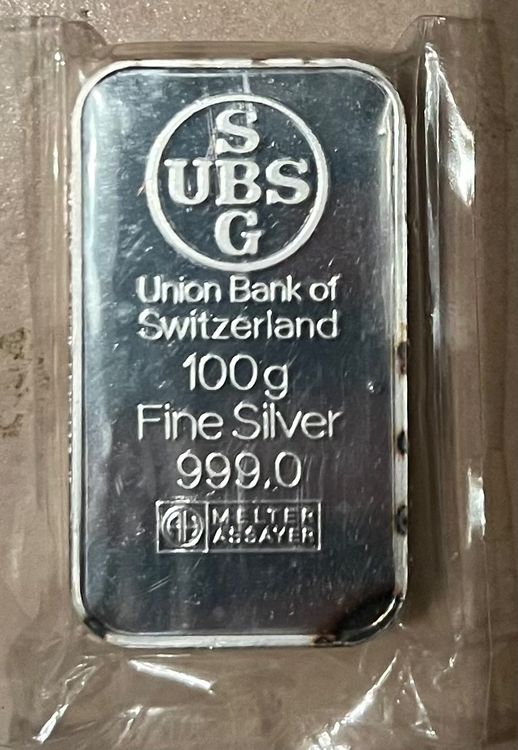 S
UBS
G
Union Bank of
Switzerland
100g
Fine Silver
999.0
MELTER
ASSAYER